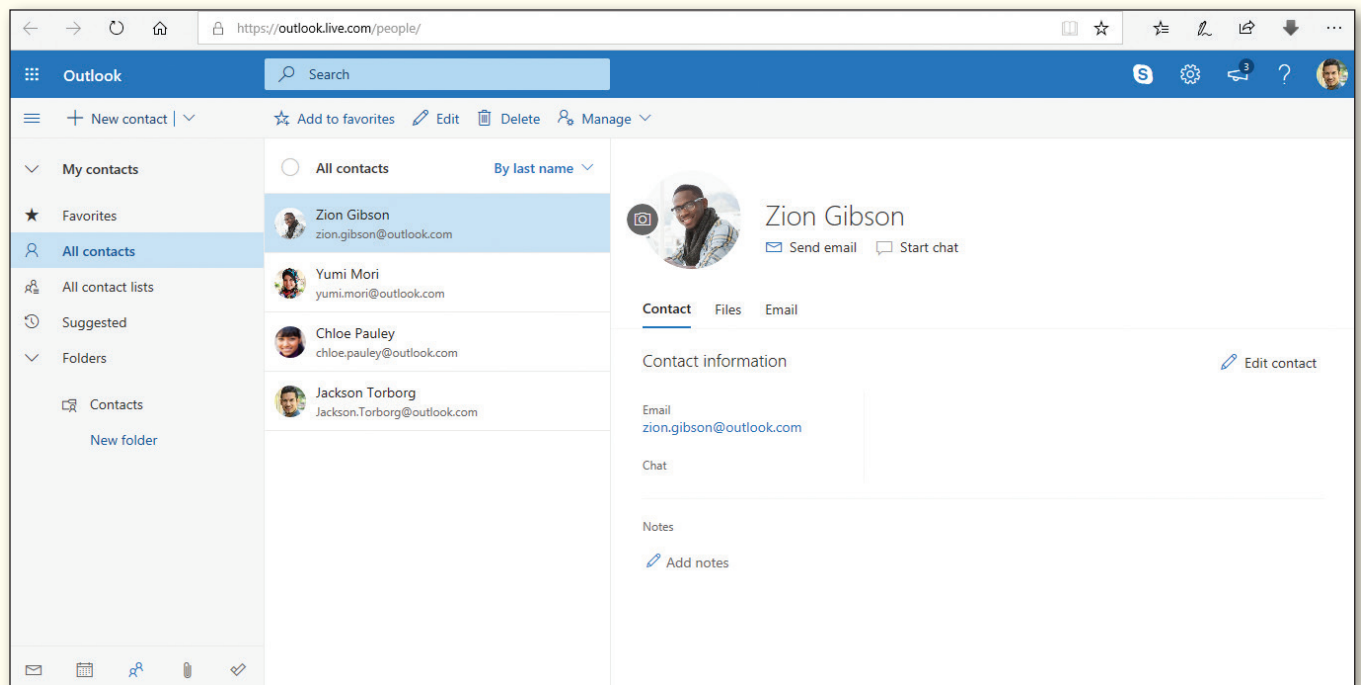 https://outlook.live.com/people/
Outlook
Search
3
New contact
Add to favorites Edit Delete Manage
My contacts
Favorites
All contacts
All contact lists
Suggested
Folders
Contacts
New folder
All contacts By last name
Zion Gibson
zion.gibson@outlook.com
Yumi Mori
yumi.mori@outlook.com
Chloe Pauley
chloe.pauley@outlook.com
Jackson Torborg
Jackson.Torborg@outlook.com
Zion Gibson
Send email Start chat
Contact Files Email
Contact information Edit contact
Email
zion.gibson@outlook.com
Chat
Notes
Add notes